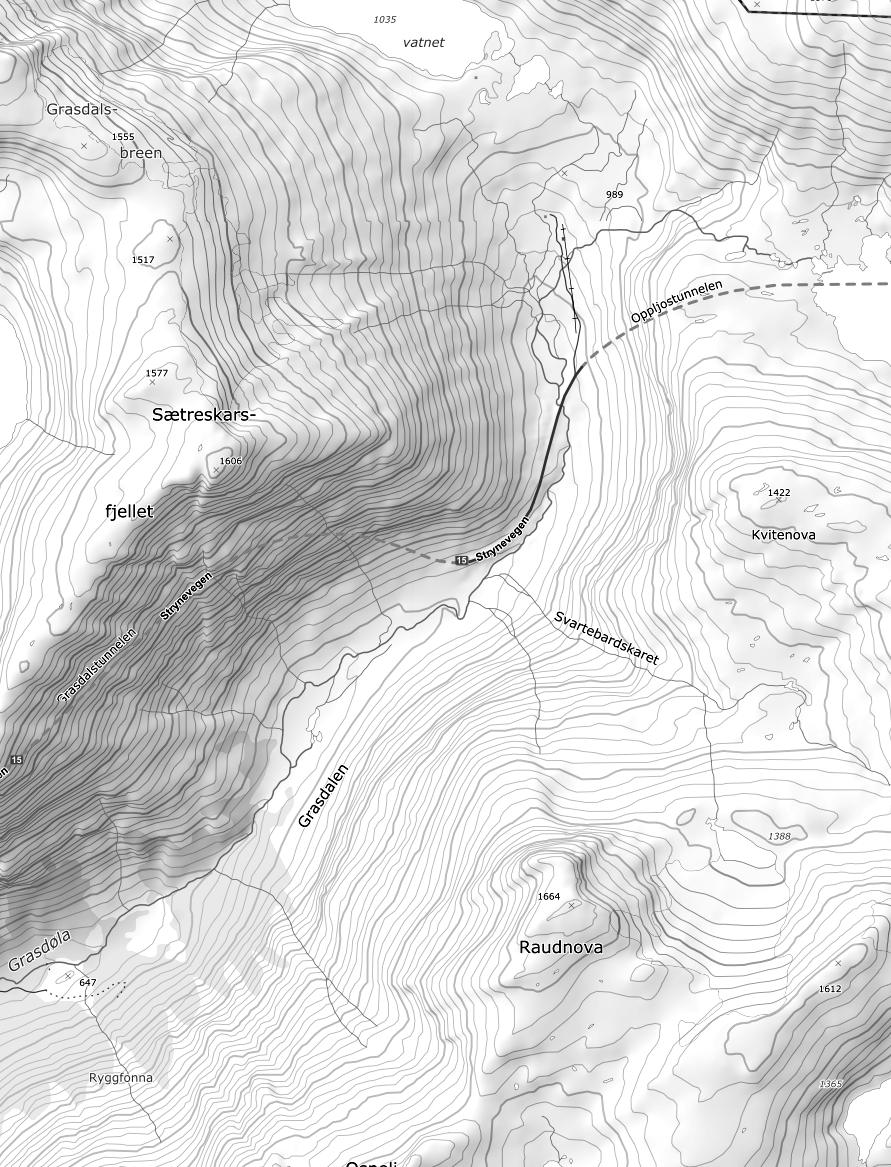 1035
vatnet
Grasdals-
1555
breen
989
1517
Oppljostunnelen
1577
Sætreskars-
1606
1422
fjellet
Kvitenova
15
Strynevegen
Strynevegen
Svartebardskaret
Grasdalstunnelen
15
Grasdalen
1388
1664
Raudnova
Grasdøla
647
1612
Ryggfonna
1365